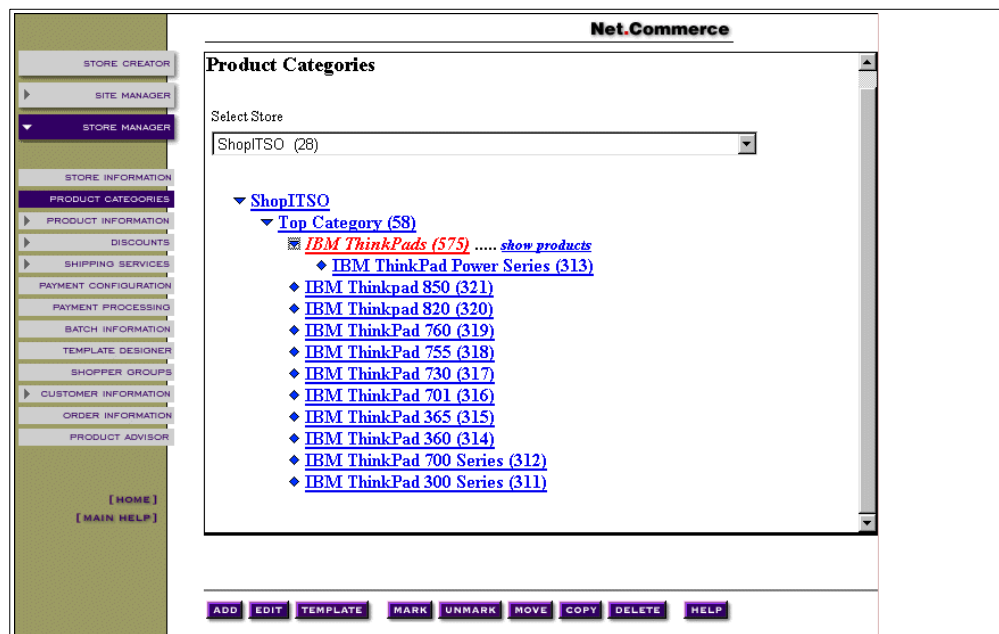 Net.Commerce
STORE CREATOR
SITE MANAGER
STORE MANAGER
STORE INFORMATION
PRODUCT CATEGORIES
PRODUCT INFORMATION
DISCOUNTS
SHIPPING SERVICES
PAYMENT CONFIGURATION
PAYMENT PROCESSING
BATCH INFORMATION
TEMPLATE DESIGNER
SHOPPER GROUPS
CUSTOMER INFORMATION
ORDER INFORMATION
PRODUCT ADVISOR
[HOME]
[MAIN HELP]
Product Categories
Select Store
ShopITSO (28)
ShopITSO
Top Category (58)
IBM ThinkPads (575) ..... show products
IBM ThinkPad Power Series (313)
IBM Thinkpad 850 (321)
IBM Thinkpad 820 (320)
IBM ThinkPad 760 (319)
IBM ThinkPad 755 (318)
IBM ThinkPad 730 (317)
IBM ThinkPad 701 (316)
IBM ThinkPad 365 (315)
IBM ThinkPad 360 (314)
IBM ThinkPad 700 Series (312)
IBM ThinkPad 300 Series (311)
ADD EDIT TEMPLATE MARK UNMARK MOVE COPY DELETE HELP